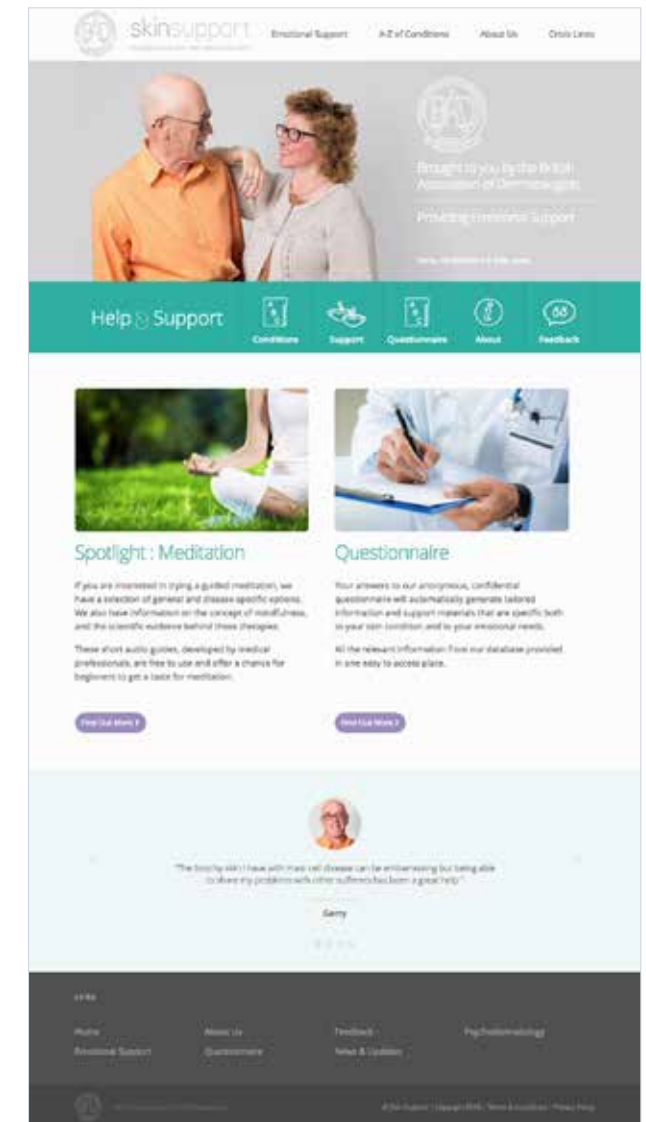 skinsupport
Emotional Support
A-Z of Conditions
About Us
Crisis Lines
Brought to you by the British
Association of Dermatologists
Providing Emotional Support
Help & Support
Conditions
Support
Questionnaire
About
Feedback
Spotlight : Meditation
If you are interested in trying a guided meditation, we
have a selection of general and disease-specific options.
We also have information on the concept of mindfulness,
and the scientific evidence behind these therapies.
These short audio guides, developed by medical
professionals, are free to use and offer a chance for
beginners to get a taste for meditation.
Find Out More
Questionnaire
Your answers to our anonymous, confidential
questionnaire will automatically generate tailored
information and support materials that are specific both
to your skin condition and to your emotional needs.
All the relevant information from our database provided
in one easy to access place.
Find Out More
skin I have with mast cell disease can be embarrassing but being able
to share my problems with other sufferers has been a great help"
Gerry
Links
Home
About Us
Feedback
Psychodermatology
Emotional Support
Questionnaire
News & Updates
Privacy Policy